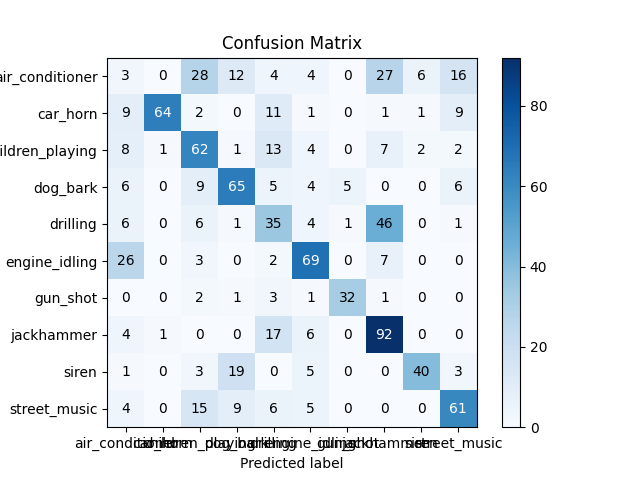 Confusion Matrix
air_conditioner 3 0 28 12 4 4 0 27 6 16
car_horn 9 64 2 0 11 1 0 1 1 9
ildren_playing 8 1 62 1 13 4 0 7 2 2
dog_bark 6 0 9 65 5 4 5 0 0 6
drilling 6 0 6 1 35 4 1 46 0 1
engine_idling 26 0 3 0 2 69 0 7 0 0
gun_shot 0 0 2 1 3 1 32 1 0 0
jackhammer 4 1 0 0 17 6 0 92 0 0
siren 1 0 3 19 0 5 0 0 40 3
street_music 4 0 15 9 6 5 0 0 0 61
80
60
40
20
0
street_music
Predicted label